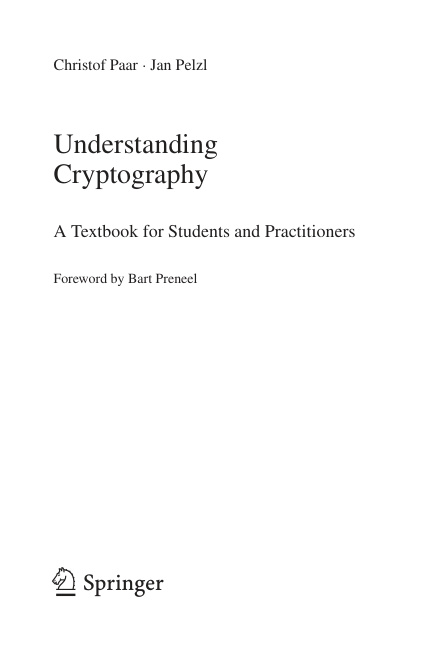 Christof Paar · Jan Pelzl
Understanding
Cryptography
A Textbook for Students and Practitioners
Foreword by Bart Preneel
Springer